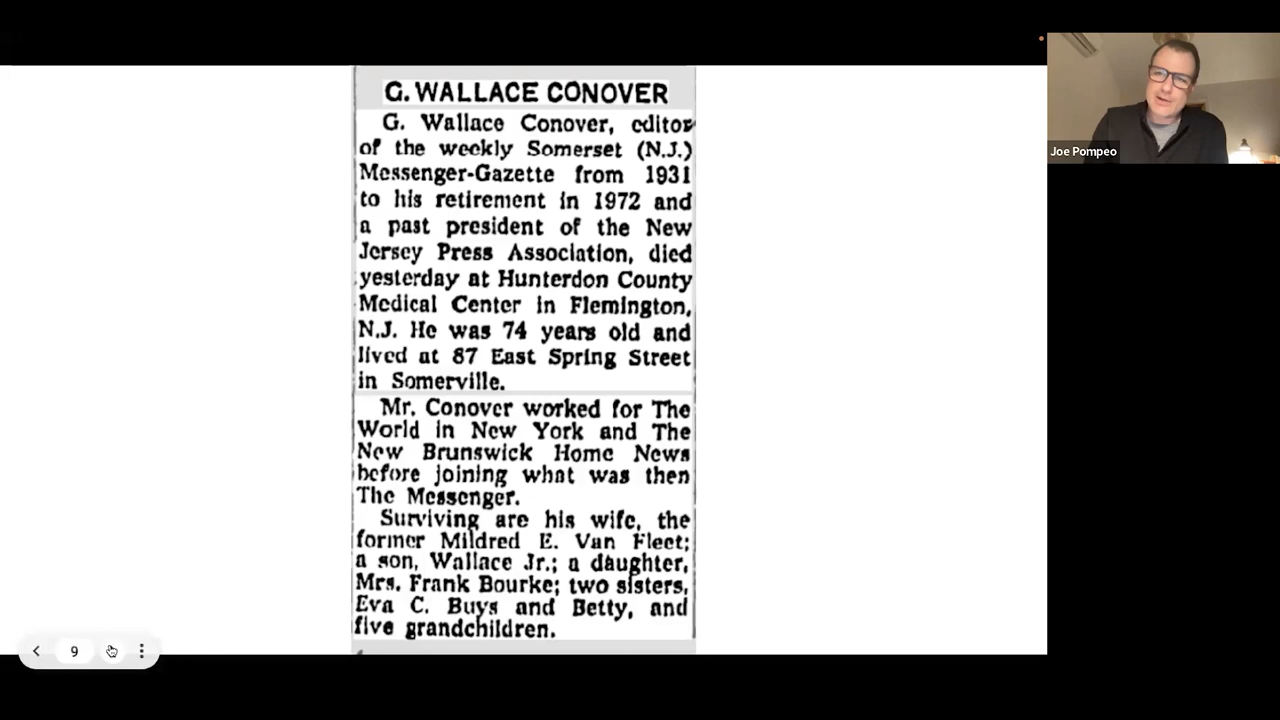 G. WALLACE CONOVER
G. Wallace Conover, editor
of the weekly Somerset (N.J.)
Messenger-Gazette from 1931
to his retirement in 1972 and
a past president of the New
Jersey Press Association, died
yesterday at Hunterdon County
Medical Center in Flemington,
N.J. He was 74 years old and
lived at 87 East Spring Street
in Somerville.
Mr. Conover worked for The
World in New York and The
New Brunswick Home News
before joining what was then
The Messenger.
Surviving are his wife, the
former Mildred E. Van Fleet;
a son, Wallace Jr.; a daughter,
Mrs. Frank Bourke; two sisters,
Eva C. Buys and Betty, and
five grandchildren.
Joe Pompeo
9